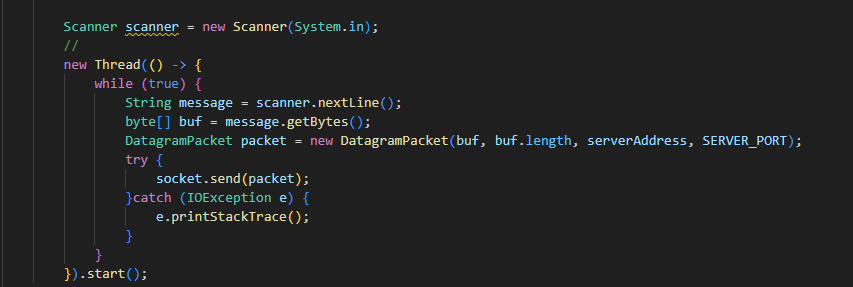 Scanner scanner = new Scanner(System.in);
//
new Thread(() -> {
while (true) {
String message = scanner.nextLine();
byte[] buf = message.getBytes();
DatagramPacket packet = new DatagramPacket(buf, buf.length, serverAddress, SERVER_PORT);
try {
socket.send(packet);
}catch (IOException e) {
e.printStackTrace();
}
}
}).start();